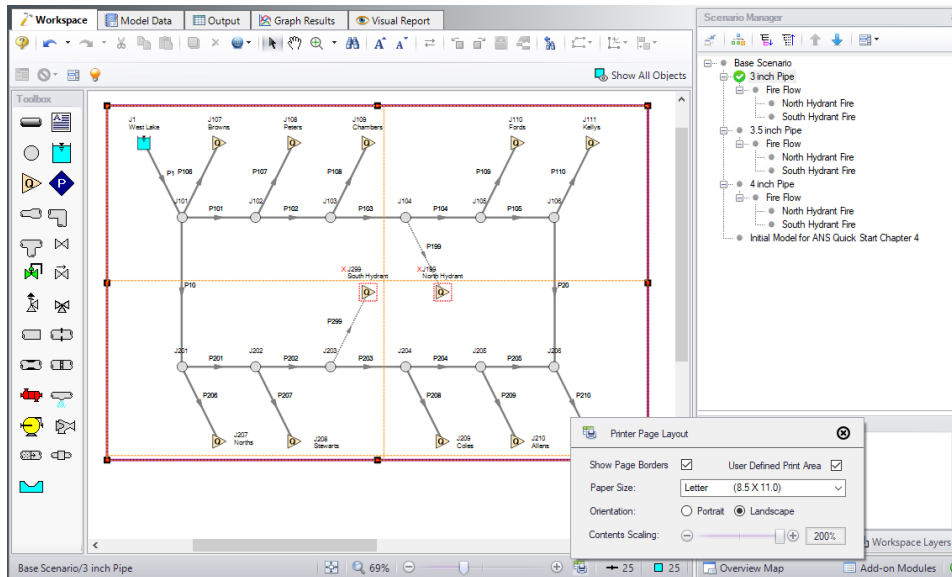 Workspace
Model Data
Output
Graph Results
Visual Report
Show All Objects
Toolbox
J1
West Lake
J107
Browns
J108
Peters
J109
Chambers
J110
Fords
J111
Kellys
P1
P106
P107
P108
P109
P110
J101
P101
J102
P102
J103
P103
J104
P104
J105
P105
J106
P199
X J299
South Hydrant
X J199
North Hydrant
P10
P20
P299
J201
P201
J202
P202
J203
P203
J204
P204
J205
P205
J206
P206
P207
P208
P209
P210
J207
Norths
J208
Stewarts
J209
Coles
J210
Allens
Scenario Manager
Base Scenario
3 inch Pipe
Fire Flow
North Hydrant Fire
South Hydrant Fire
3.5 inch Pipe
Fire Flow
North Hydrant Fire
South Hydrant Fire
4 inch Pipe
Fire Flow
North Hydrant Fire
South Hydrant Fire
Initial Model for ANS Quick Start Chapter 4
Printer Page Layout
Show Page Borders
User Defined Print Area
Paper Size:
Letter (8.5 X 11.0)
Orientation:
Portrait
Landscape
Contents Scaling:
200%
Workspace Layers
Base Scenario/3 inch Pipe
69%
25
25
Overview Map
Add-on Modules